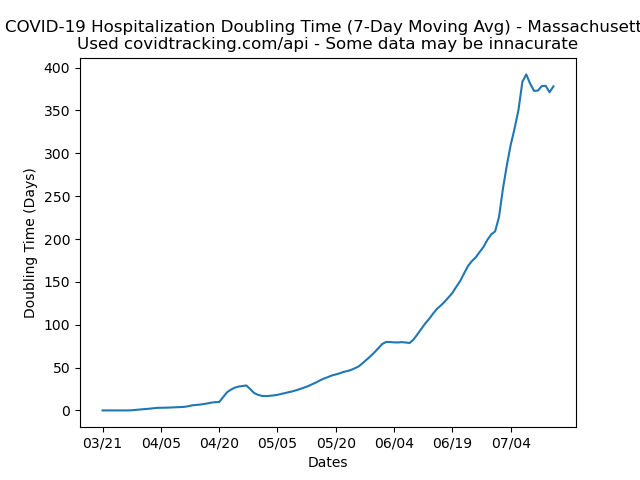 COVID-19 Hospitalization Doubling Time (7-Day Moving Avg) - Massachusett
Used covidtracking.com/api - Some data may be innacurate
400
350
300
250
200
150
100
50
0
Doubling Time (Days)
03/21 04/05 04/20 05/05 05/20 06/04 06/19 07/04
Dates